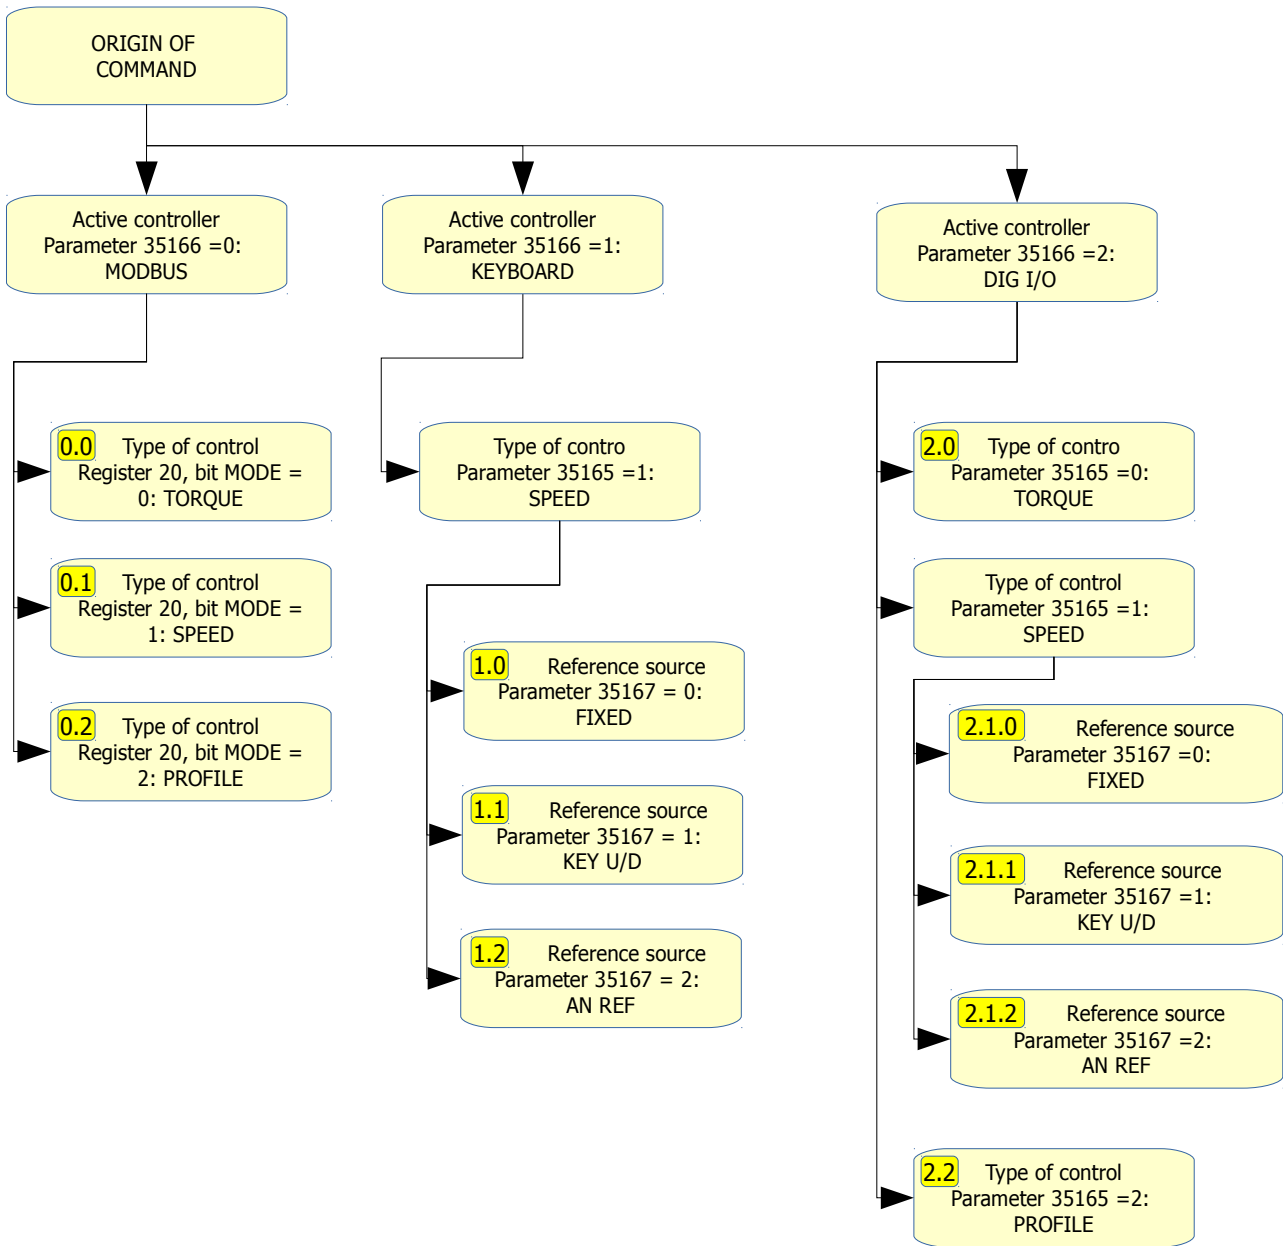 ORIGIN OF
COMMAND
Active controller
Parameter 35166 =0:
MODBUS
0.0 Type of control
Register 20, bit MODE =
0: TORQUE
0.1 Type of control
Register 20, bit MODE =
1: SPEED
0.2 Type of control
Register 20, bit MODE =
2: PROFILE
Active controller
Parameter 35166 =1:
KEYBOARD
Type of contro
Parameter 35165 =1:
SPEED
1.0 Reference source
Parameter 35167 = 0:
FIXED
1.1 Reference source
Parameter 35167 = 1:
KEY U/D
1.2 Reference source
Parameter 35167 = 2:
AN REF
Active controller
Parameter 35166 =2:
DIG I/O
2.0 Type of contro
Parameter 35165 =0:
TORQUE
Type of control
Parameter 35165 =1:
SPEED
2.1.0 Reference source
Parameter 35167 =0:
FIXED
2.1.1 Reference source
Parameter 35167 =1:
KEY U/D
2.1.2 Reference source
Parameter 35167 =2:
AN REF
2.2 Type of control
Parameter 35165 =2:
PROFILE